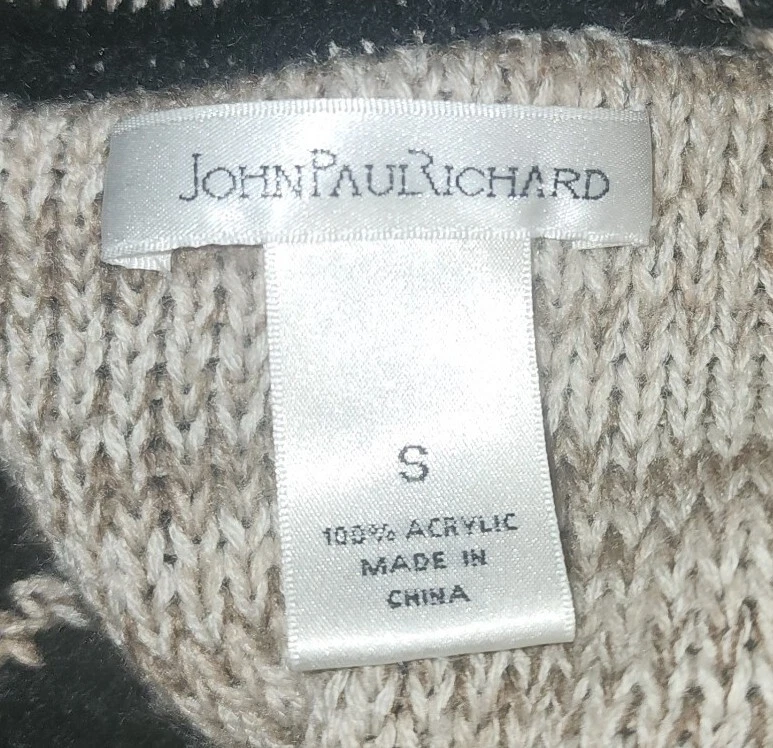 JOHNPAULRICHARD
S
100% ACRYLIC
MADE IN
CHINA